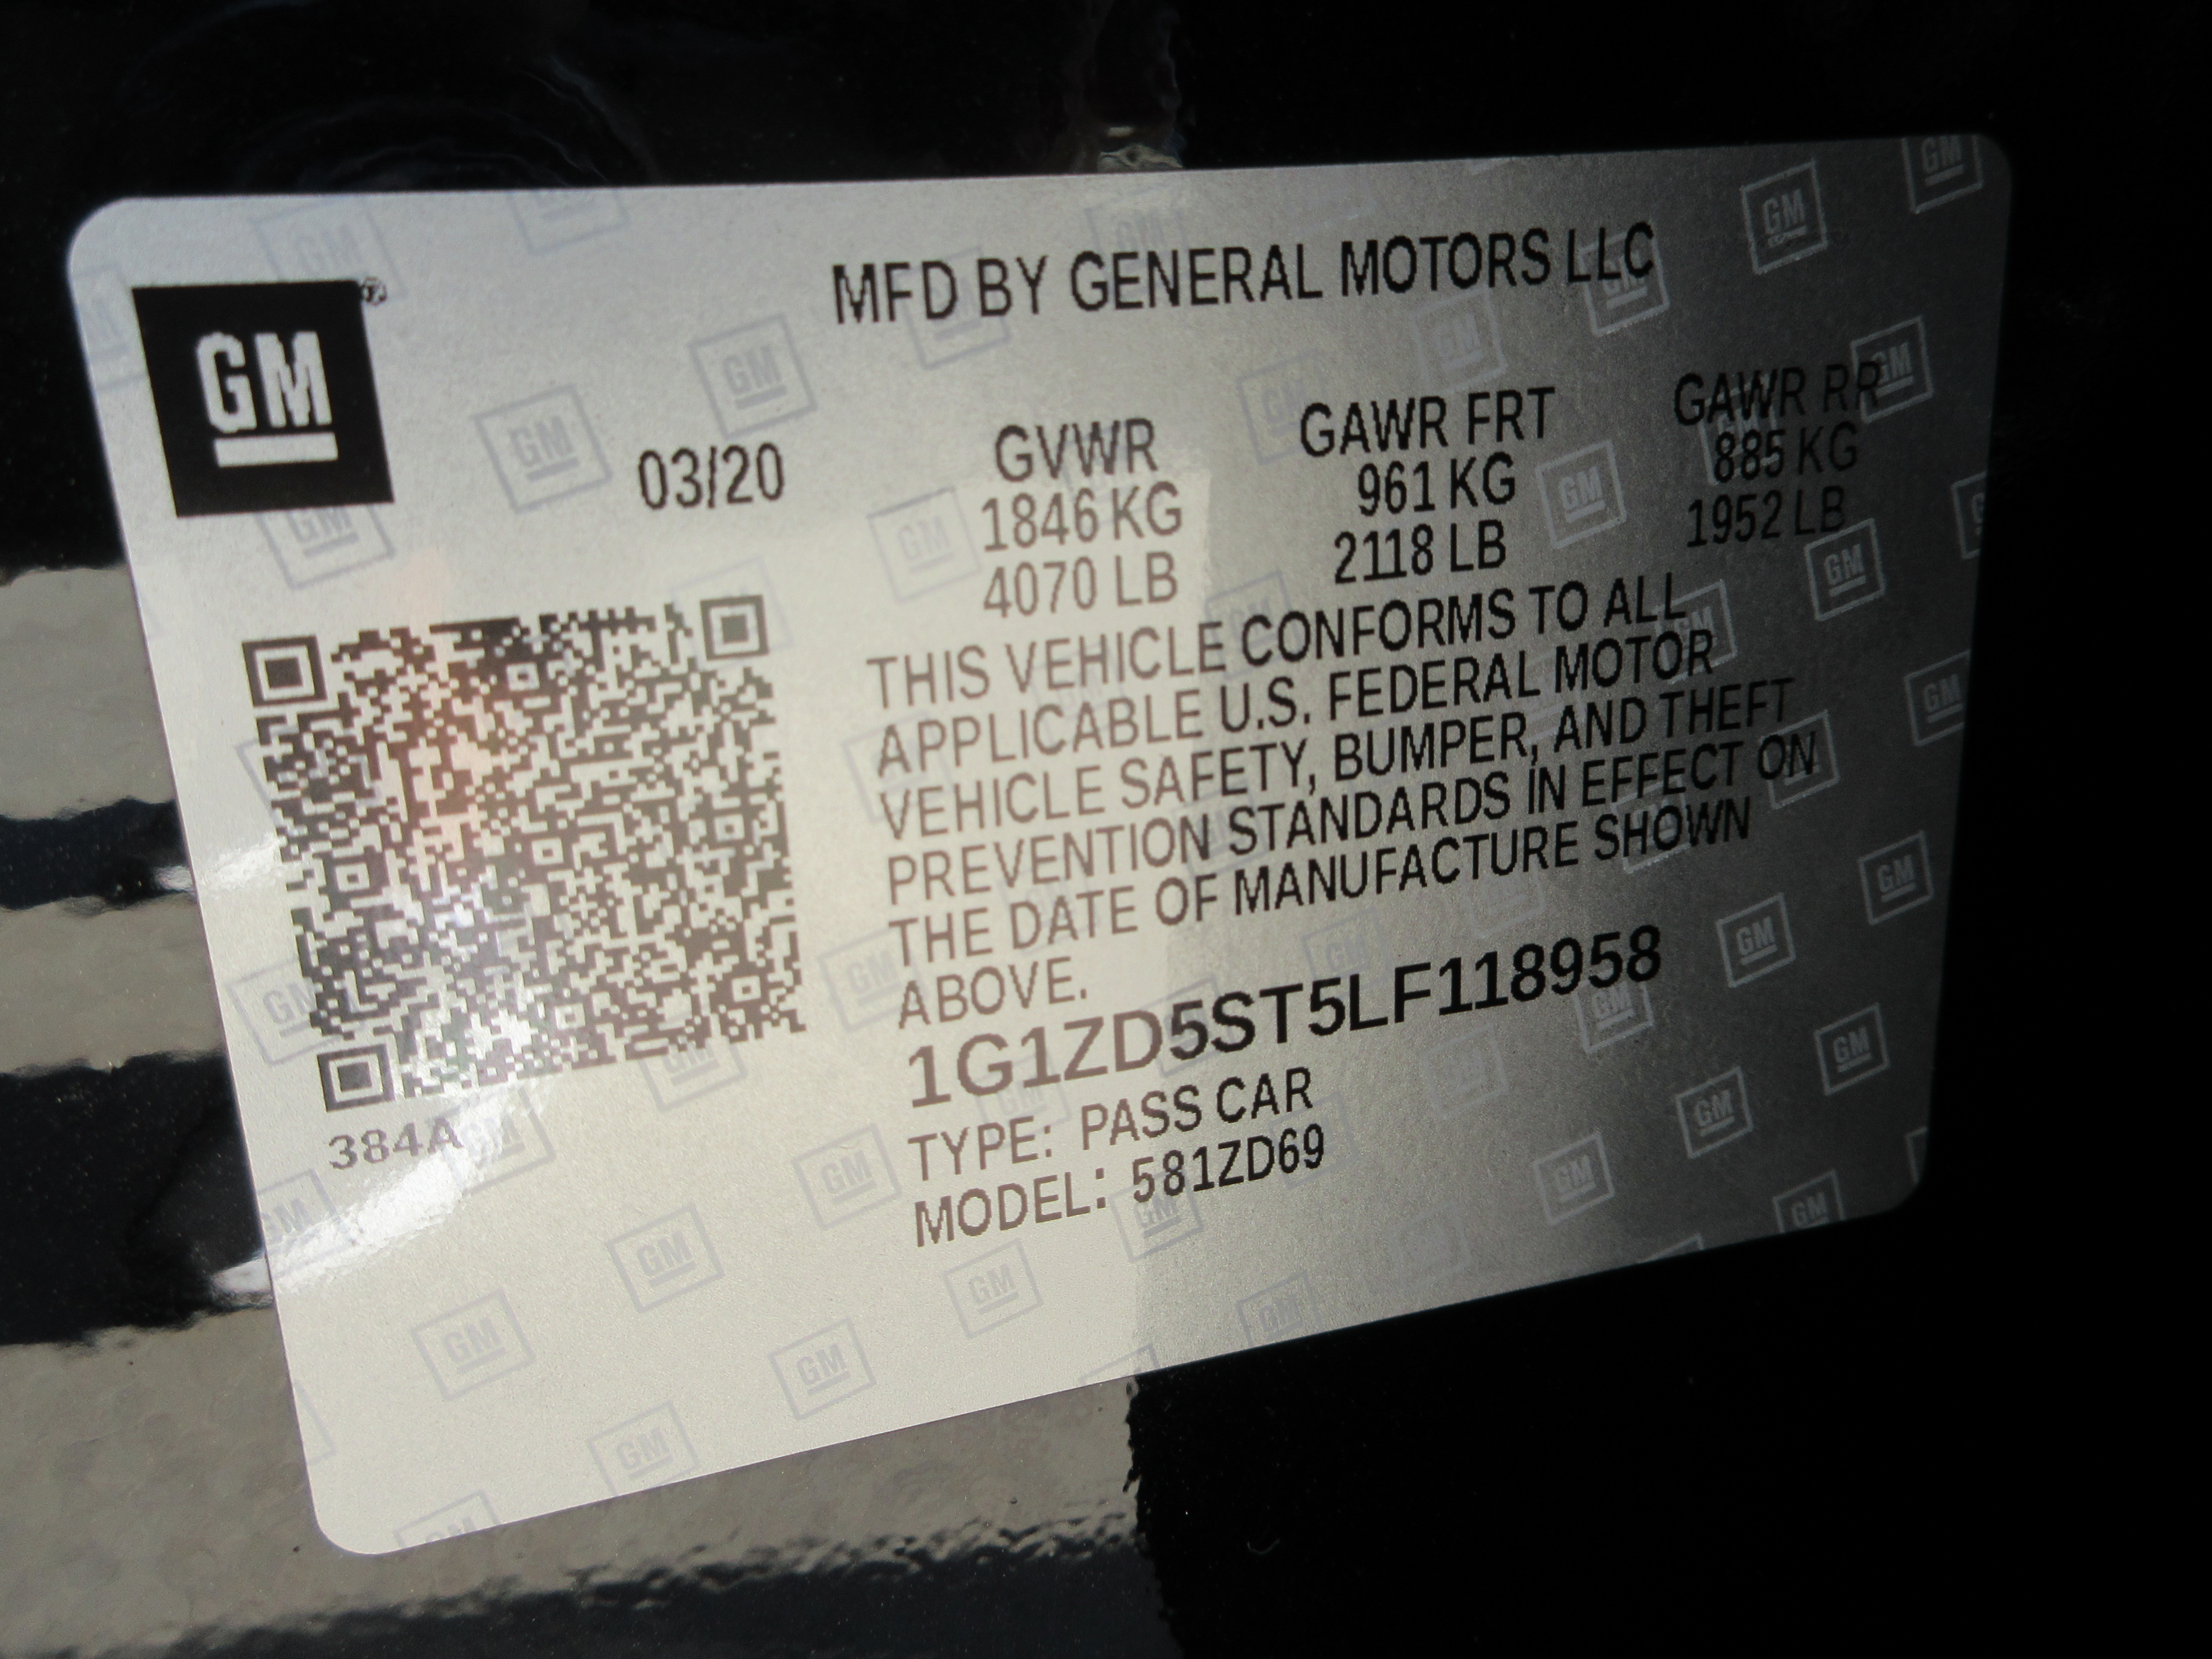 GM
MFD BY GENERAL MOTORS LLC
03/20
GVWR GAWR FRT GAWR RR
1846 KG 961 KG 885 KG
4070 LB 2118 LB 1952 LB
THIS VEHICLE CONFORMS TO ALL
APPLICABLE U.S. FEDERAL MOTOR
VEHICLE SAFETY, BUMPER, AND THEFT
PREVENTION STANDARDS IN EFFECT ON
THE DATE OF MANUFACTURE SHOWN
ABOVE.
1G1ZD5ST5LF118958
TYPE: PASS CAR
MODEL: 581ZD69
384A